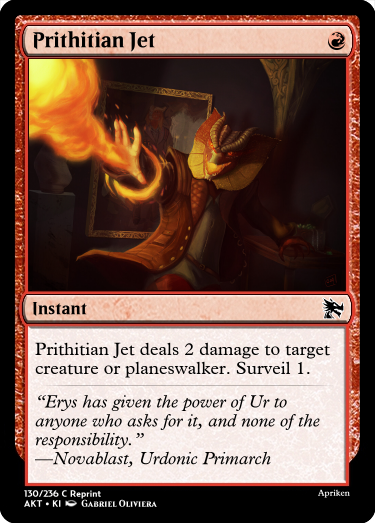 Prithitian Jet
Instant
Prithitian Jet deals 2 damage to target
creature or planeswalker. Surveil 1.
“Erys has given the power of Ur to
anyone who asks for it, and none of the
responsibility.”
—Novablast, Urdonic Primarch
130/236 C Reprint
Apriken
AKT • KI Gabriel Oliviera